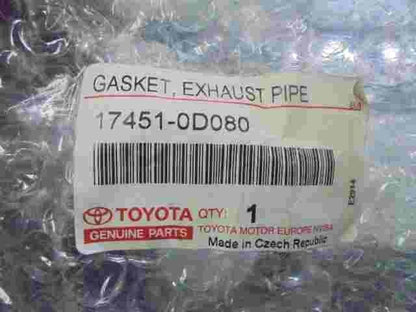 GASKET, EXHAUST PIPE
17451-0D080
TOYOTA QTY: 1
GENUINE PARTS TOYOTA MOTOR EUROPE NV/SA
Made in Czech Republic